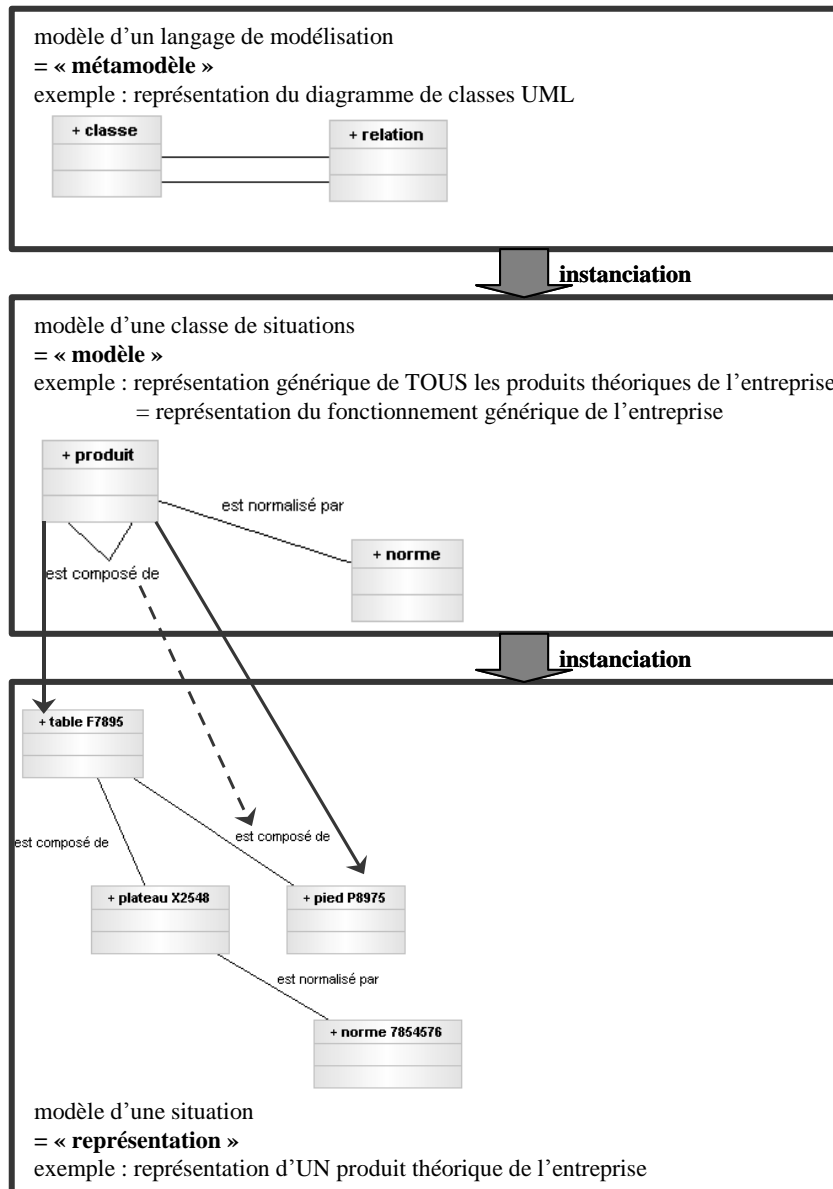 modèle d'un langage de modélisation
= « métamodèle »
exemple : représentation du diagramme de classes UML
+ classe
+ relation
instanciation
modèle d'une classe de situations
= « modèle »
exemple : représentation générique de TOUS les produits théoriques de l'entreprise
= représentation du fonctionnement générique de l'entreprise
+ produit
est normalisé par
+ norme
est composé de
instanciation
+ table F7895
est composé de
est composé de
+ plateau X2548
+ pied P8975
est normalisé par
+ norme 7854576
modèle d'une situation
= « représentation »
exemple : représentation d'UN produit théorique de l'entreprise